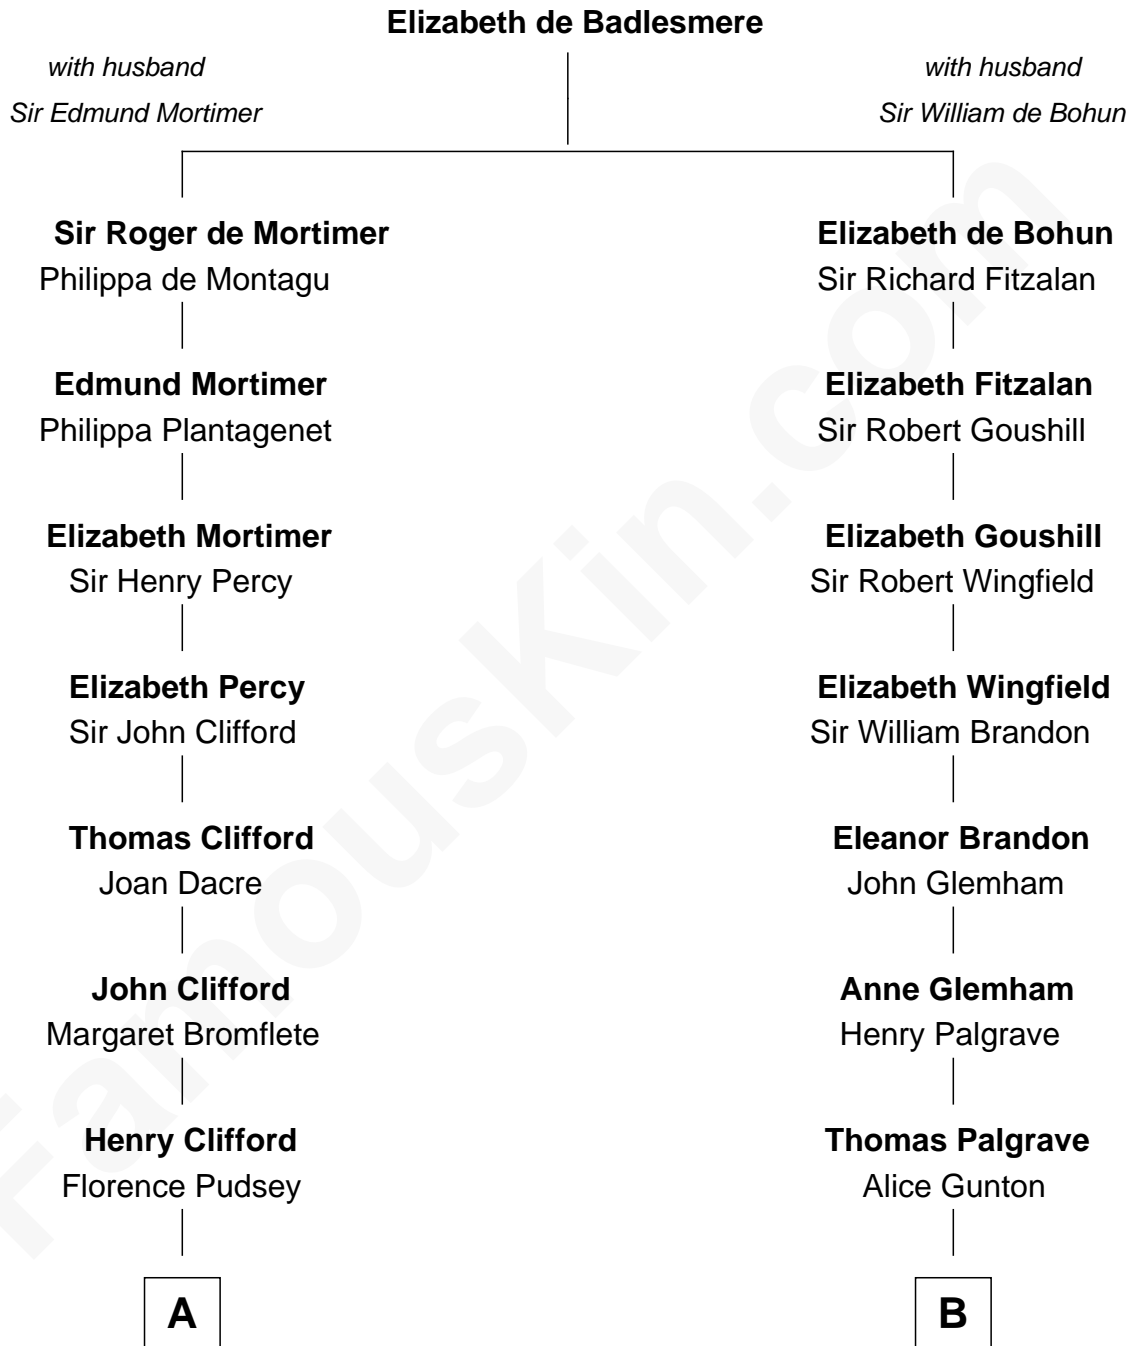 Elizabeth de Badlesmere
with husband
Sir Edmund Mortimer
with husband
Sir William de Bohun
Sir Roger de Mortimer
Philippa de Montagu
Edmund Mortimer
Philippa Plantagenet
Elizabeth Mortimer
Sir Henry Percy
Elizabeth Percy
Sir John Clifford
Thomas Clifford
Joan Dacre
John Clifford
Margaret Bromflete
Henry Clifford
Florence Pudsey
A
Elizabeth de Bohun
Sir Richard Fitzalan
Elizabeth Fitzalan
Sir Robert Goushill
Elizabeth Goushill
Sir Robert Wingfield
Elizabeth Wingfield
Sir William Brandon
Eleanor Brandon
John Glemham
Anne Glemham
Henry Palgrave
Thomas Palgrave
Alice Gunton
B
FamousKin.com